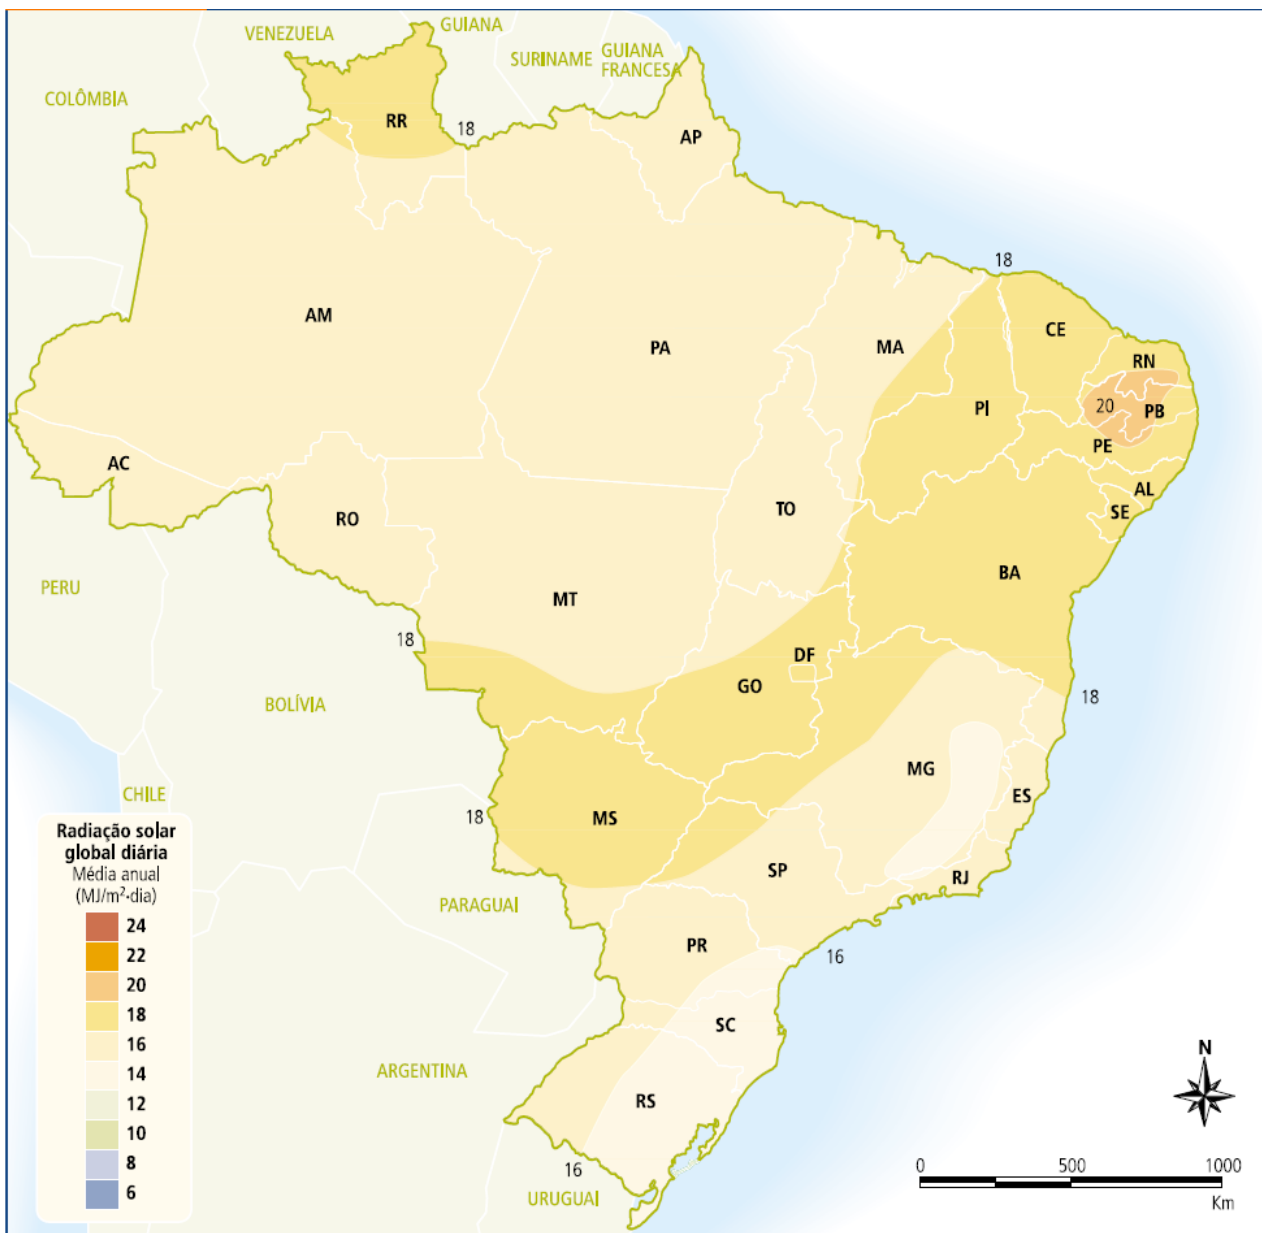 VENEZUELA
GUIANA
SURINAME
GUIANA
FRANCESA
COLÔMBIA
RR
18
AP
18
AM
PA
MA
CE
RN
PI
20
PB
PE
AC
RO
TO
AL
SE
PERU
MT
BA
18
DF
GO
18
BOLÍVIA
MG
CHILE
ES
18
MS
SP
RJ
PARAGUAI
PR
16
SC
ARGENTINA
RS
16
URUGUAI
Radiação solar
global diária
Média anual
(MJ/m²·dia)
24
22
20
18
16
14
12
10
8
6
N
0 500 1000
Km